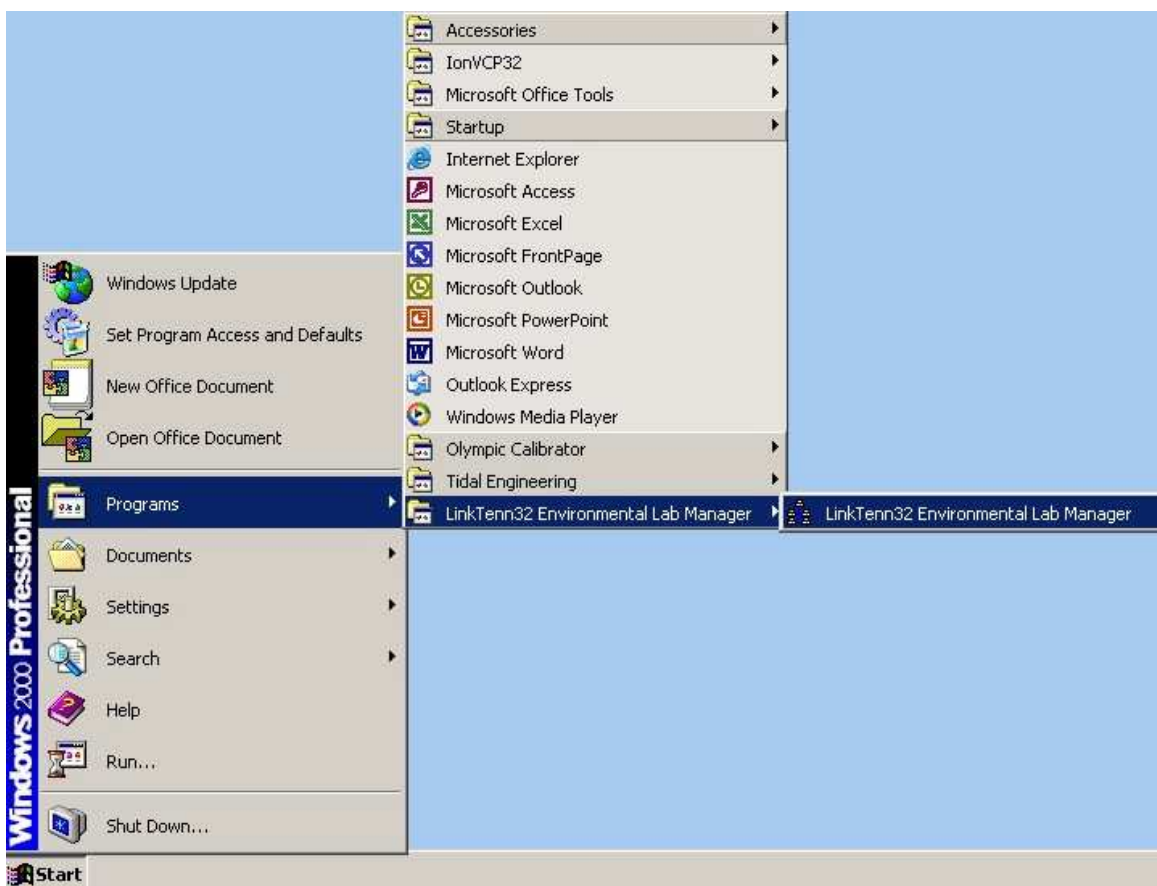 Accessories
IonVCP32
Microsoft Office Tools
Startup
Internet Explorer
Microsoft Access
Microsoft Excel
Microsoft FrontPage
Microsoft Outlook
Microsoft PowerPoint
Microsoft Word
Outlook Express
Windows Media Player
Olympic Calibrator
Tidal Engineering
LinkTenn32 Environmental Lab Manager
LinkTenn32 Environmental Lab Manager
Windows Update
Set Program Access and Defaults
New Office Document
Open Office Document
Programs
Documents
Settings
Search
Help
Run...
Shut Down...
Windows 2000 Professional
Start